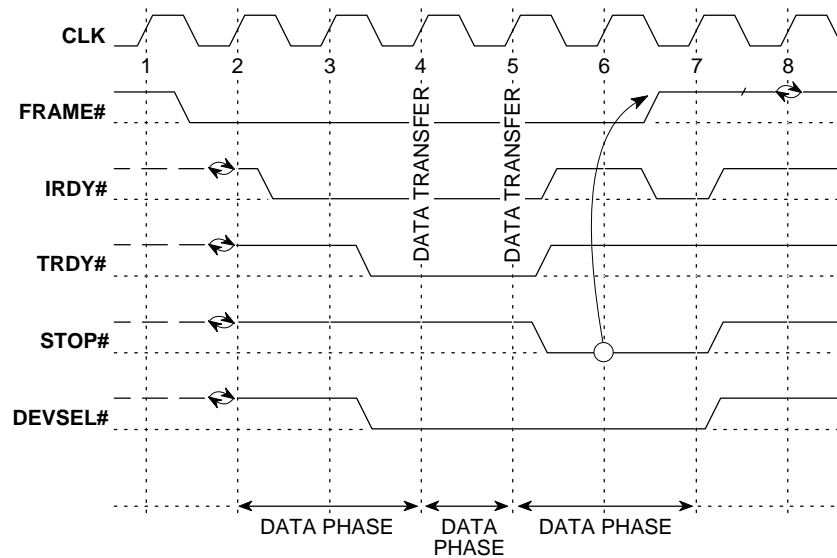 CLK
1 2 3 4 5 6 7 8
FRAME#
DATA TRANSFER
DATA TRANSFER
IRDY#
TRDY#
STOP#
DEVSEL#
DATA PHASE
DATA
PHASE
DATA PHASE